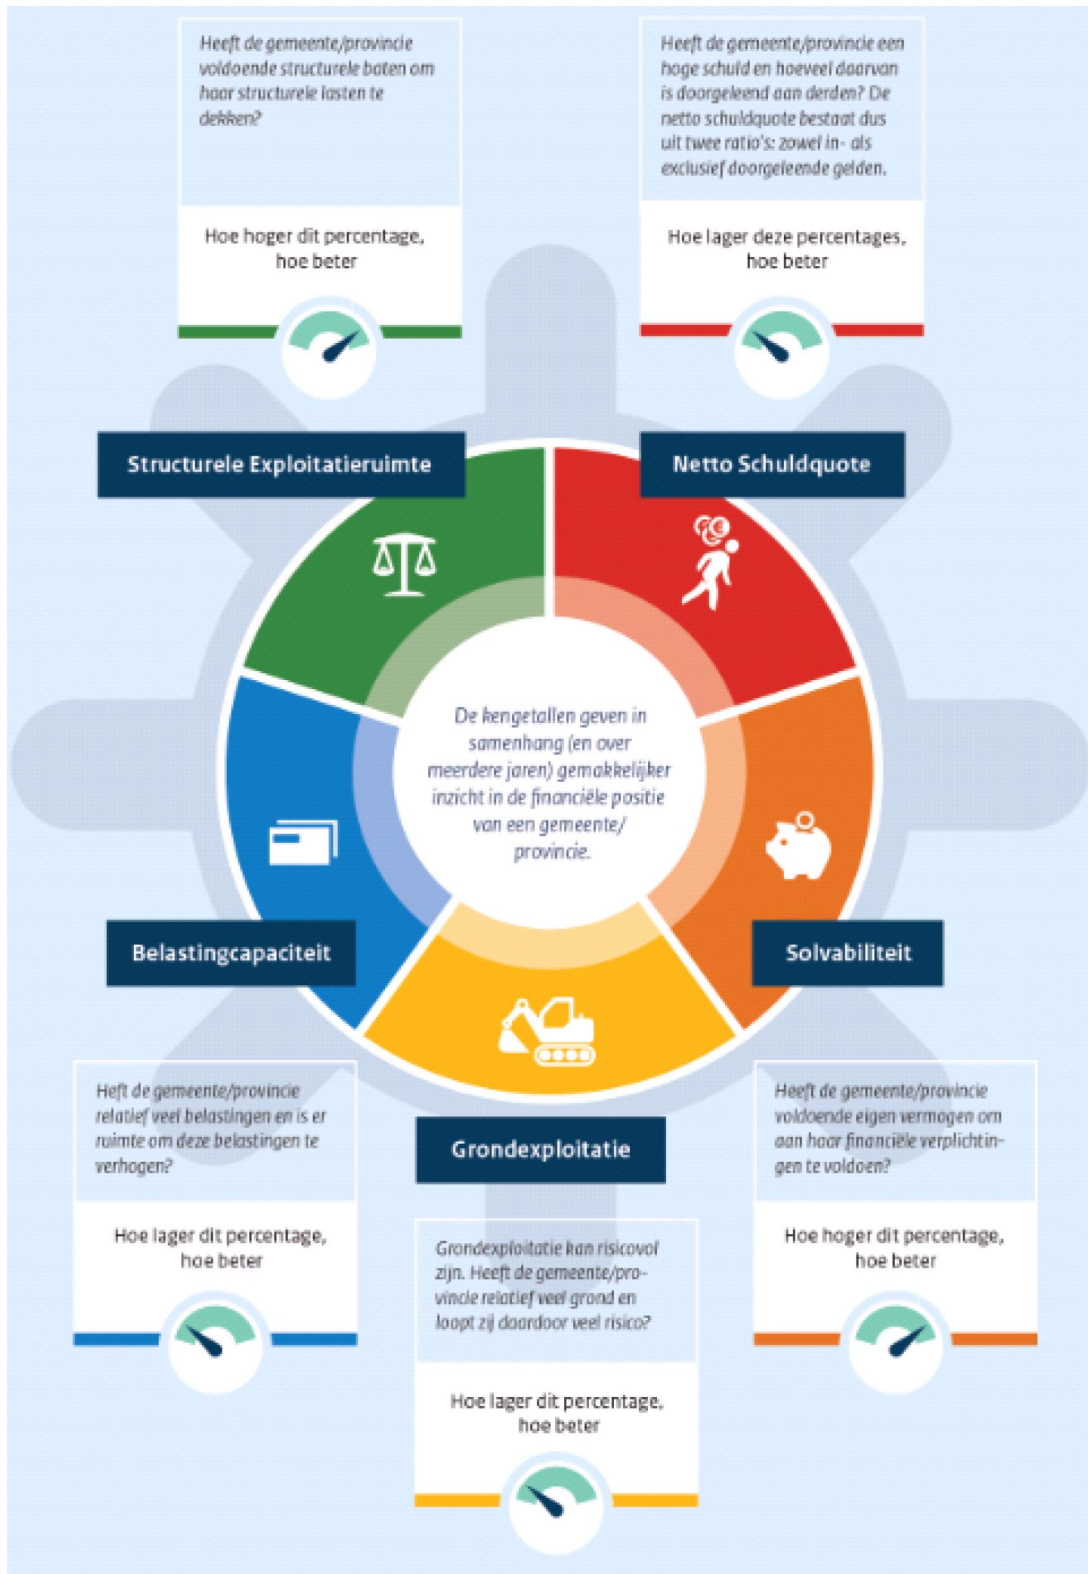 Heeft de gemeente/provincie
voldoende structurele baten om
haar structurele lasten te
dekken?
Hoe hoger dit percentage,
hoe beter
Heeft de gemeente/provincie een
hoge schuld en hoeveel daarvan
is doorgeleend aan derden? De
netto schuldquote bestaat dus
uit twee ratio's: zowel in- als
exclusief doorgeleende gelden.
Hoe lager deze percentages,
hoe beter
Structurele Exploitatieruimte
Netto Schuldquote
De kengetallen geven in
samenhang (en over
meerdere jaren) gemakkelijker
inzicht in de financiële positie
van een gemeente/
provincie.
Belastingcapaciteit
Solvabiliteit
Heft de gemeente/provincie
relatief veel belastingen en is er
ruimte om deze belastingen te
verhogen?
Hoe lager dit percentage,
hoe beter
Grondexploitatie
Grondexploitatie kan risicovol
zijn. Heeft de gemeente/pro-
vincie relatief veel grond en
loopt zij daardoor veel risico?
Hoe lager dit percentage,
hoe beter
Heeft de gemeente/provincie
voldoende eigen vermogen om
aan haar financiële verplichtin-
gen te voldoen?
Hoe hoger dit percentage,
hoe beter